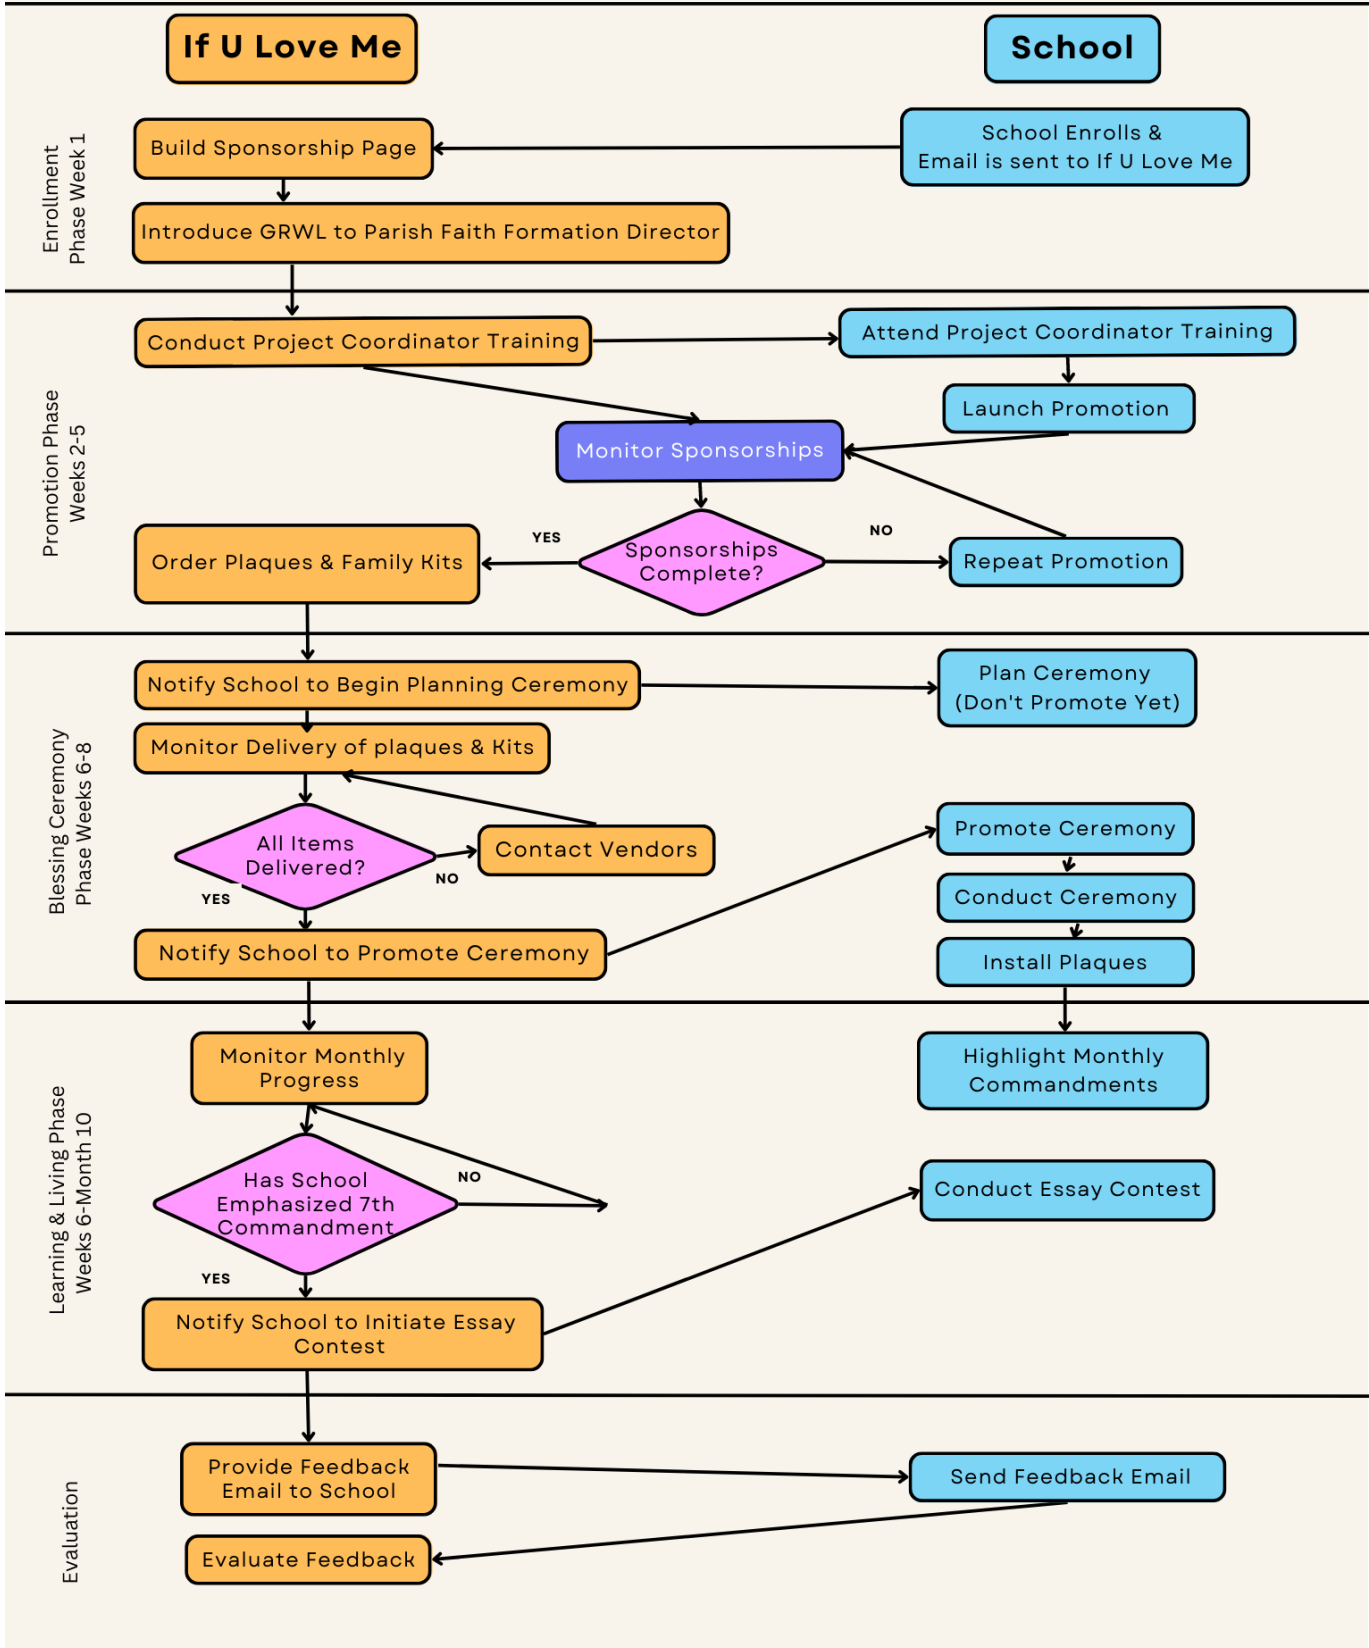 If U Love Me
School
Enrollment
Phase Week 1
Build Sponsorship Page
School Enrolls &
Email is sent to If U Love Me
Introduce GRWL to Parish Faith Formation Director
Promotion Phase
Weeks 2-5
Conduct Project Coordinator Training
Attend Project Coordinator Training
Launch Promotion
Monitor Sponsorships
Order Plaques & Family Kits
YES
Sponsorships
Complete?
NO
Repeat Promotion
Blessing Ceremony
Phase Weeks 6-8
Notify School to Begin Planning Ceremony
Plan Ceremony
(Don't Promote Yet)
Monitor Delivery of plaques & Kits
All Items
Delivered?
NO
Contact Vendors
YES
Promote Ceremony
Conduct Ceremony
Notify School to Promote Ceremony
Install Plaques
Learning & Living Phase
Weeks 6-Month 10
Monitor Monthly
Progress
Highlight Monthly
Commandments
Has School
Emphasized 7th
Commandment
NO
Conduct Essay Contest
YES
Notify School to Initiate Essay
Contest
Evaluation
Provide Feedback
Email to School
Send Feedback Email
Evaluate Feedback